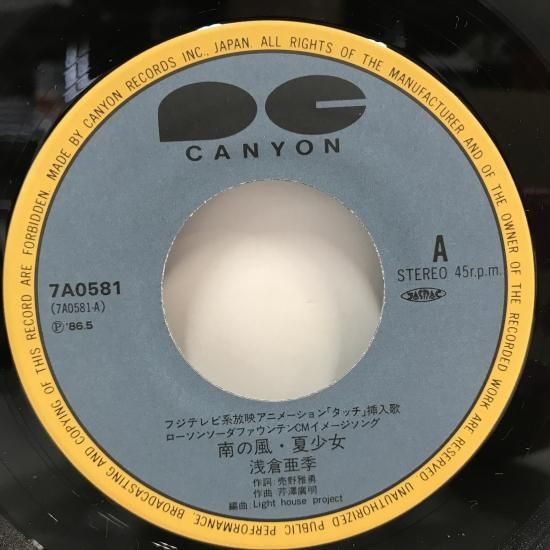 MADE BY CANYON RECORDS INC., JAPAN. ALL RIGHTS OF THE MANUFACTURER AND OF THE OWNER OF THE RECORDED WORK ARE RESERVED. UNAUTHORIZED PUBLIC PERFORMANCE, BROADCASTING AND COPYING OF THIS RECORD ARE FORBIDDEN.
CANYON
A
STEREO 45r.p.m.
JASRAC
7A0581
(7A0581-A)
Ⓟ'86.5
フジテレビ系放映アニメーション「タッチ」挿入歌
ローソンソーダファウンテンCMイメージソング
南の風・夏少女
浅倉亜季
作詞:売野雅勇
作曲:芹澤廣明
編曲:Light house project